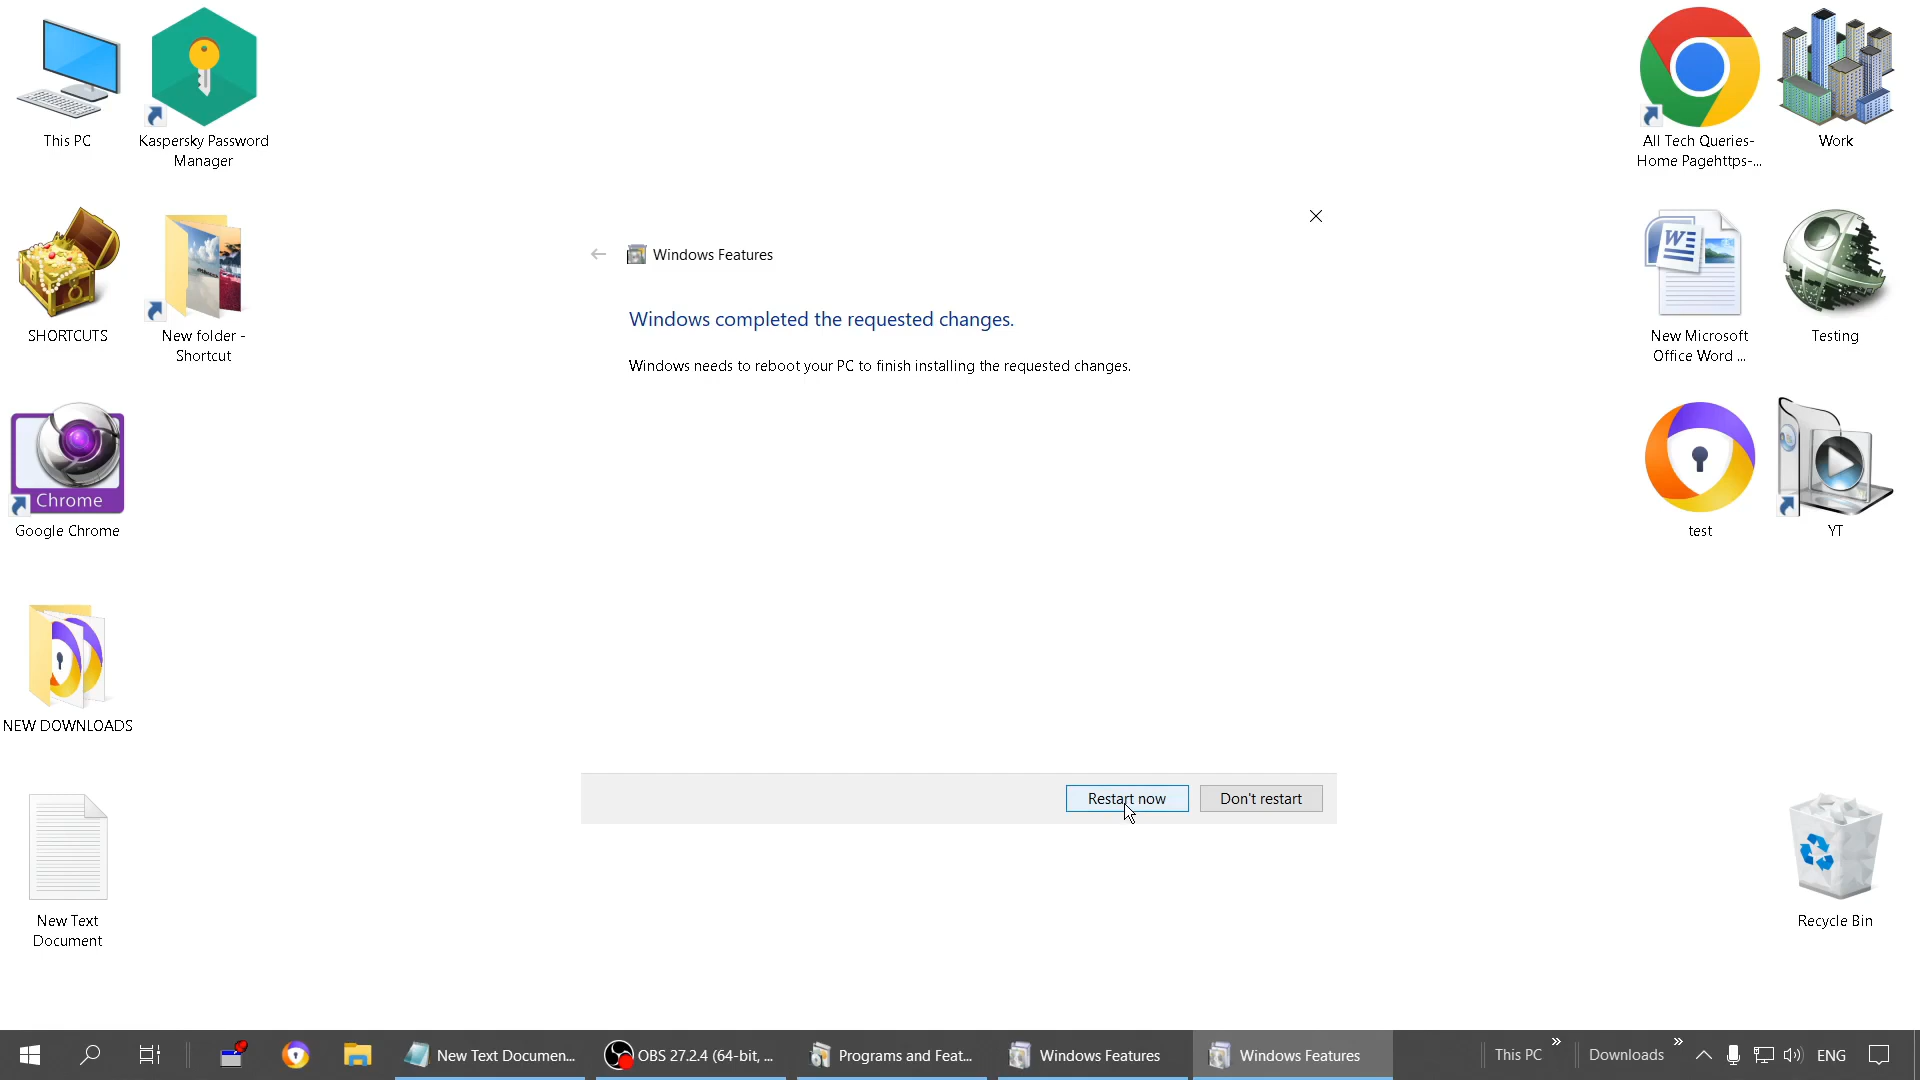 This PC
Kaspersky Password
Manager
All Tech Queries-
Home Pagehttps-...
Work
Windows Features
Windows completed the requested changes.
Windows needs to reboot your PC to finish installing the requested changes.
SHORTCUTS
New folder -
Shortcut
W
New Microsoft
Office Word ...
Testing
Chrome
Google Chrome
test
YT
NEW DOWNLOADS
Restart now
Don't restart
New Text
Document
Recycle Bin
New Text Documen...
OBS 27.2.4 (64-bit, ...
Programs and Feat...
Windows Features
Windows Features
This PC
Downloads
ENG